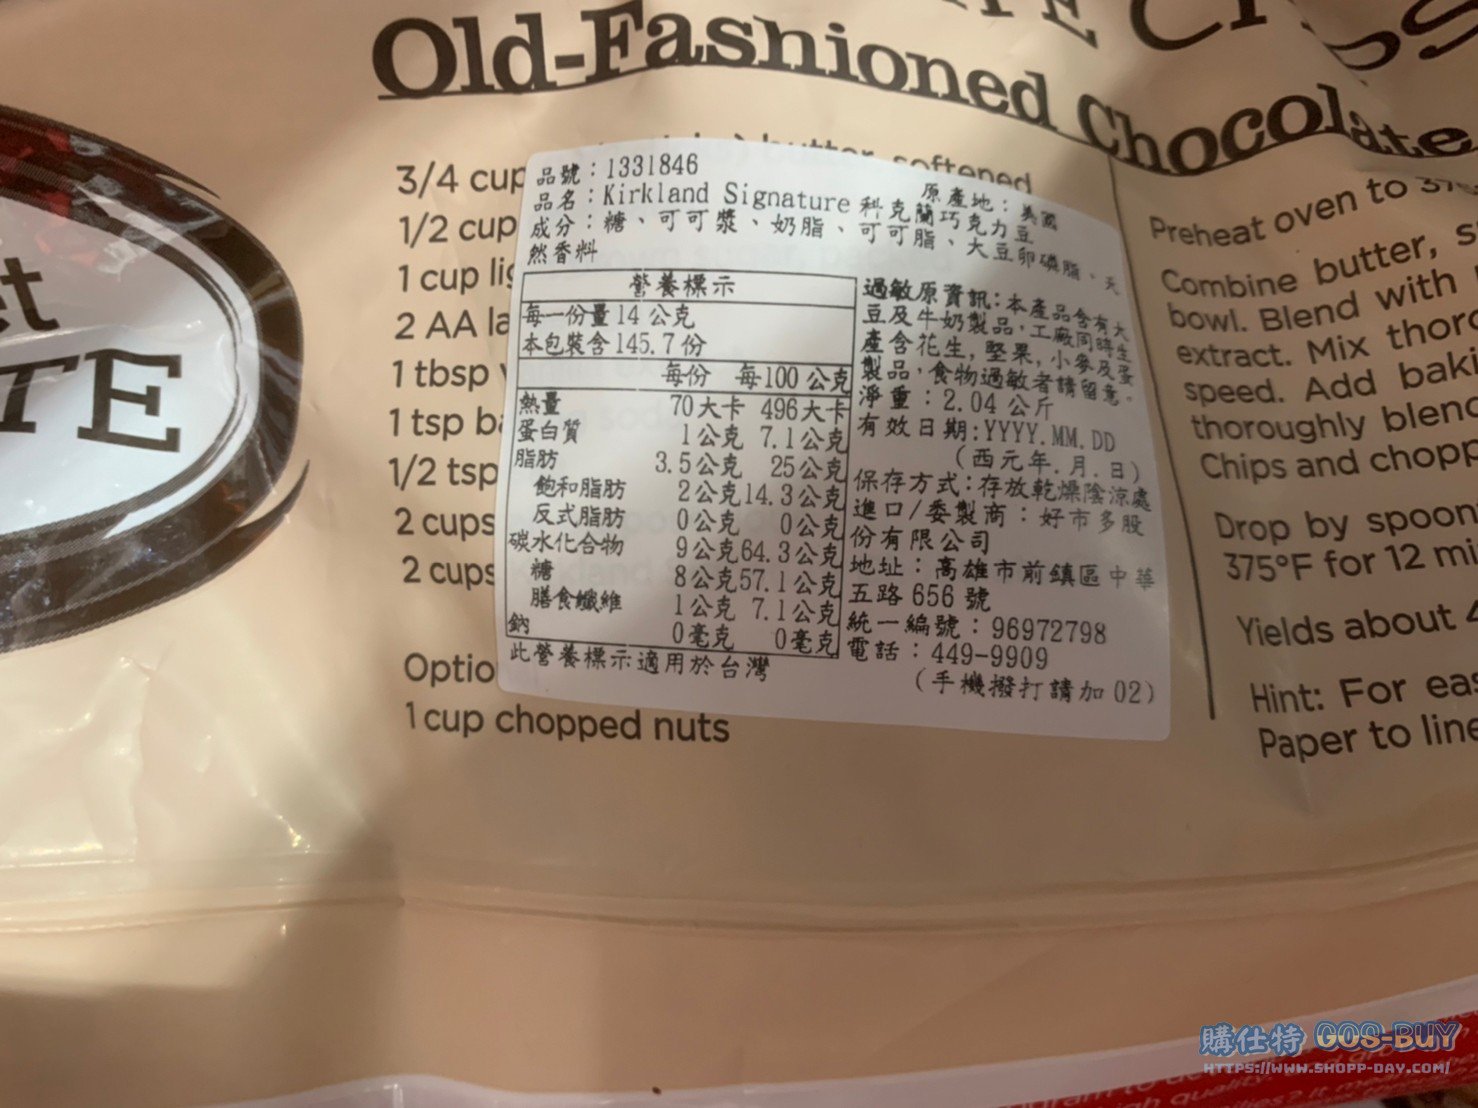 Old-Fashioned Chocolate
3/4 cup
butter, softened
1/2 cup
1 cup
2 AA
1 tbsp
1 tsp
1/2 tsp
2 cups
2 cups
1 cup chopped nuts
品號：1331846
原產地：美國
品名：Kirkland Signature 科克蘭巧克力豆
成分：糖、可可漿、奶脂、可可脂、大豆卵磷脂、天
然香料
營養標示
每一份量 14 公克
本包裝含 145.7 份
每份 每100 公克
熱量 70大卡 496大卡
蛋白質 1公克 7.1公克
脂肪 3.5公克 25公克
飽和脂肪 2公克 14.3公克
反式脂肪 0公克 0公克
碳水化合物 9公克 64.3公克
糖 8公克 57.1公克
膳食纖維 1公克 7.1公克
鈉 0毫克 0毫克
此營養標示適用於台灣
過敏原資訊：本產品含有大
豆及牛奶製品，工廠同時生
產含花生，堅果，小麥及蛋
製品，食物過敏者請留意。
淨重：2.04 公斤
有效日期：YYYY.MM.DD
（西元年.月.日）
保存方式：存放乾燥陰涼處
進口/委製商：好市多股
份有限公司
地址：高雄市前鎮區中華
五路 656 號
統一編號：96972798
電話：449-9909
（手機撥打請加 02）
Preheat oven to
Combine butter,
bowl. Blend with
extract. Mix
speed. Add
thoroughly
Chips and
Drop by
375°F for 12
Yields about
Hint: For
Paper to
購仕特 GOS-BUY
HTTPS://WWW.SHOPP-DAY.COM/